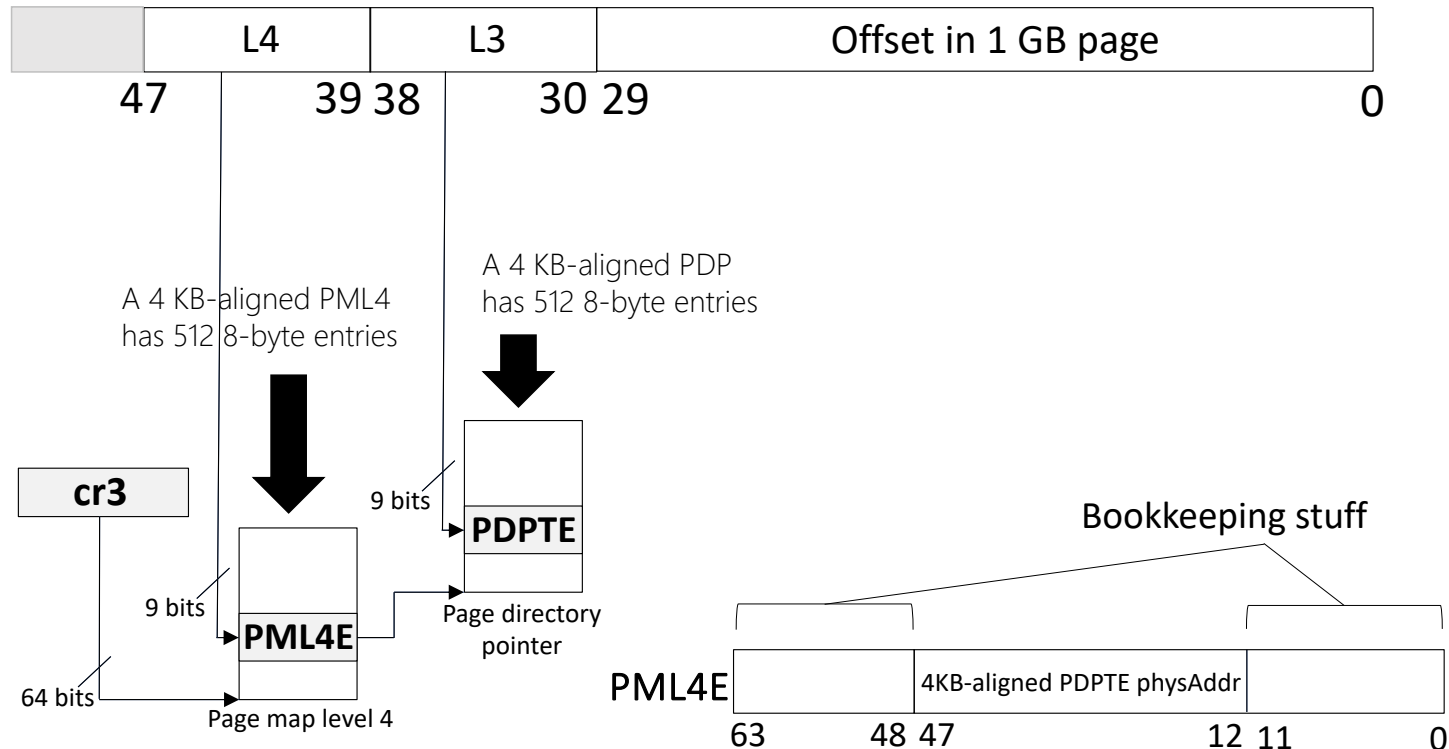 L4 L3 Offset in 1 GB page
47 39 38 30 29 0
A 4 KB-aligned PDP
has 512 8-byte entries
A 4 KB-aligned PML4
has 512 8-byte entries
cr3
9 bits
PDPTE
Bookkeeping stuff
9 bits
Page directory
pointer
PML4E
64 bits
Page map level 4
PML4E 4KB-aligned PDPTE physAddr
63 48 47 12 11 0